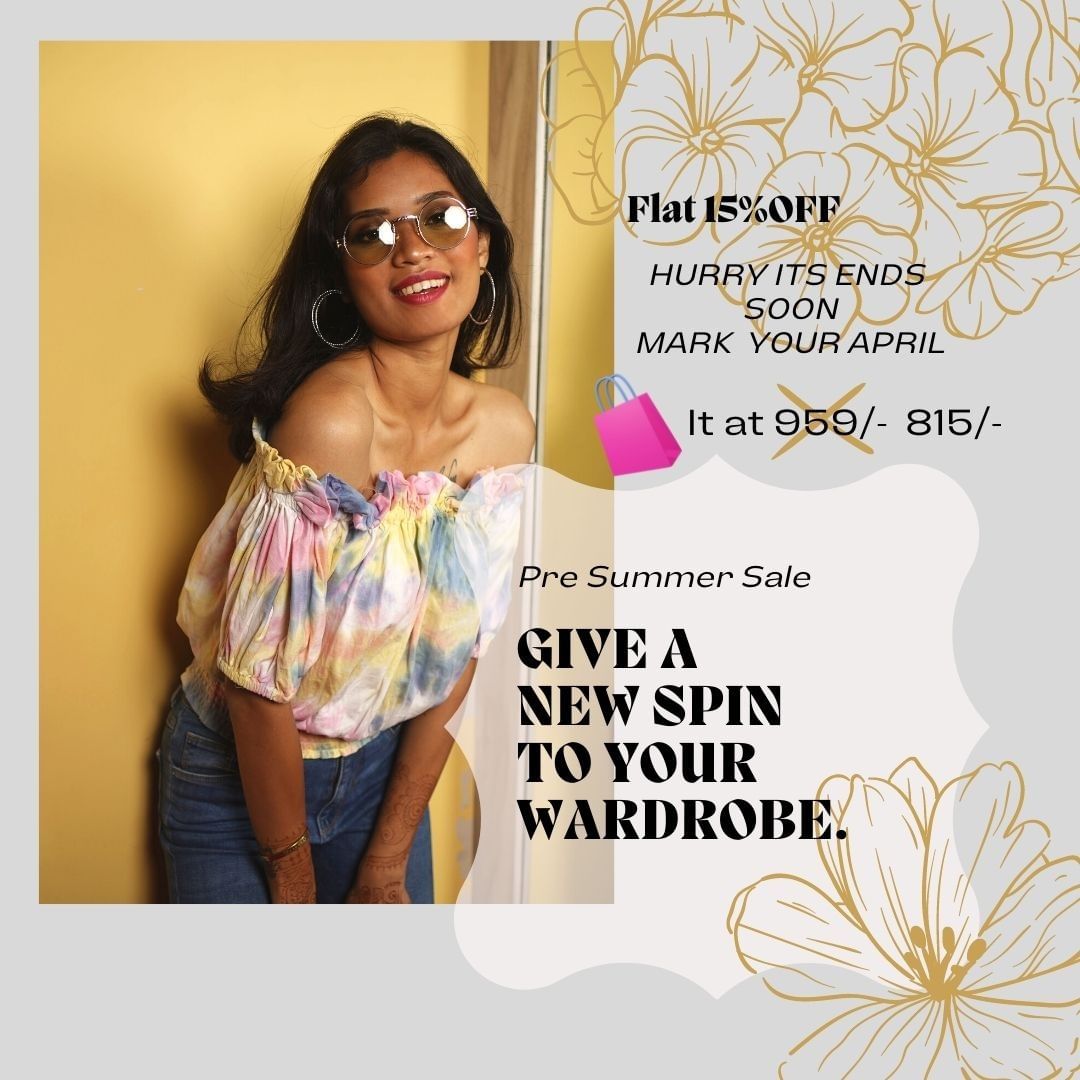 Flat 15%OFF
HURRY ITS ENDS
SOON
MARK YOUR APRIL
It at 959/- 815/-
Pre Summer Sale
GIVE A
NEW SPIN
TO YOUR
WARDROBE.